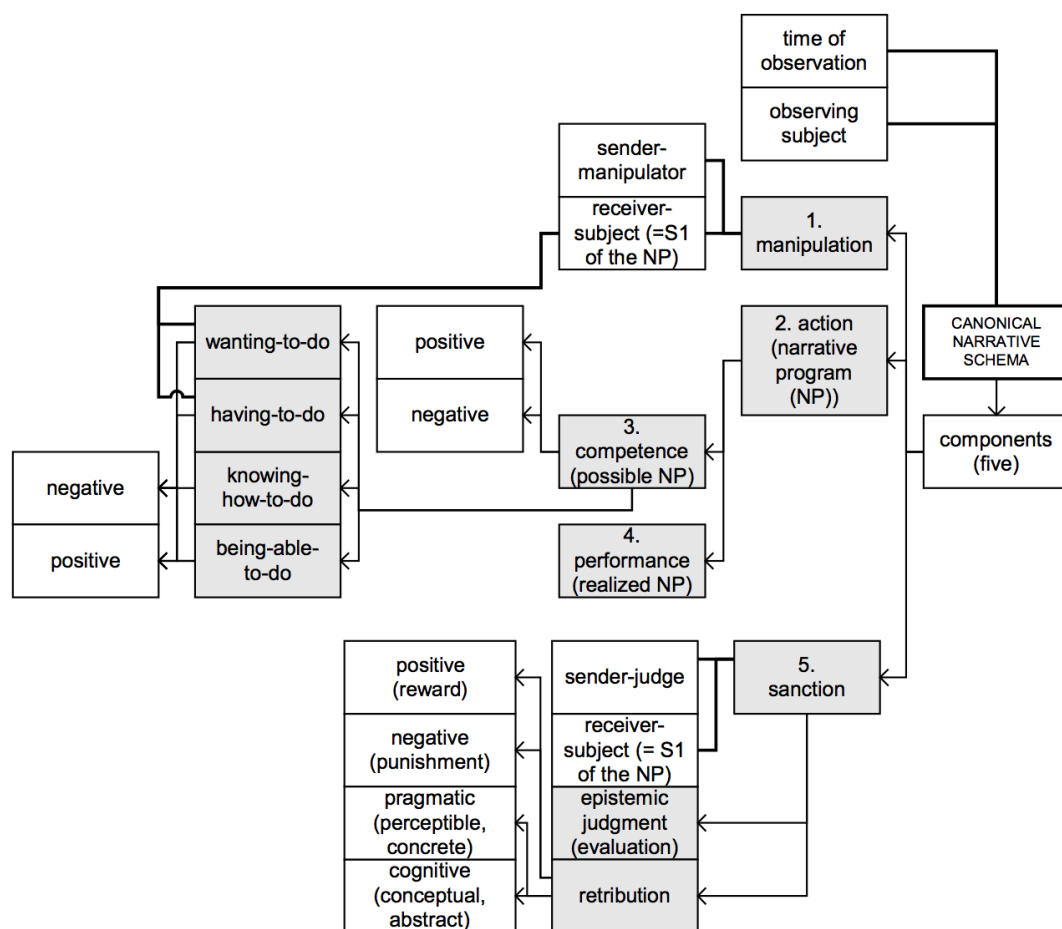 time of
observation
observing
subject
sender-
manipulator
receiver-
subject (=S1
of the NP)
1.
manipulation
wanting-to-do
having-to-do
knowing-
how-to-do
being-able-
to-do
negative
positive
positive
negative
2. action
(narrative
program
(NP))
3.
competence
(possible NP)
4.
performance
(realized NP)
CANONICAL
NARRATIVE
SCHEMA
components
(five)
positive
(reward)
negative
(punishment)
pragmatic
(perceptible,
concrete)
cognitive
(conceptual,
abstract)
sender-judge
receiver-
subject (= S1
of the NP)
epistemic
judgment
(evaluation)
retribution
5.
sanction